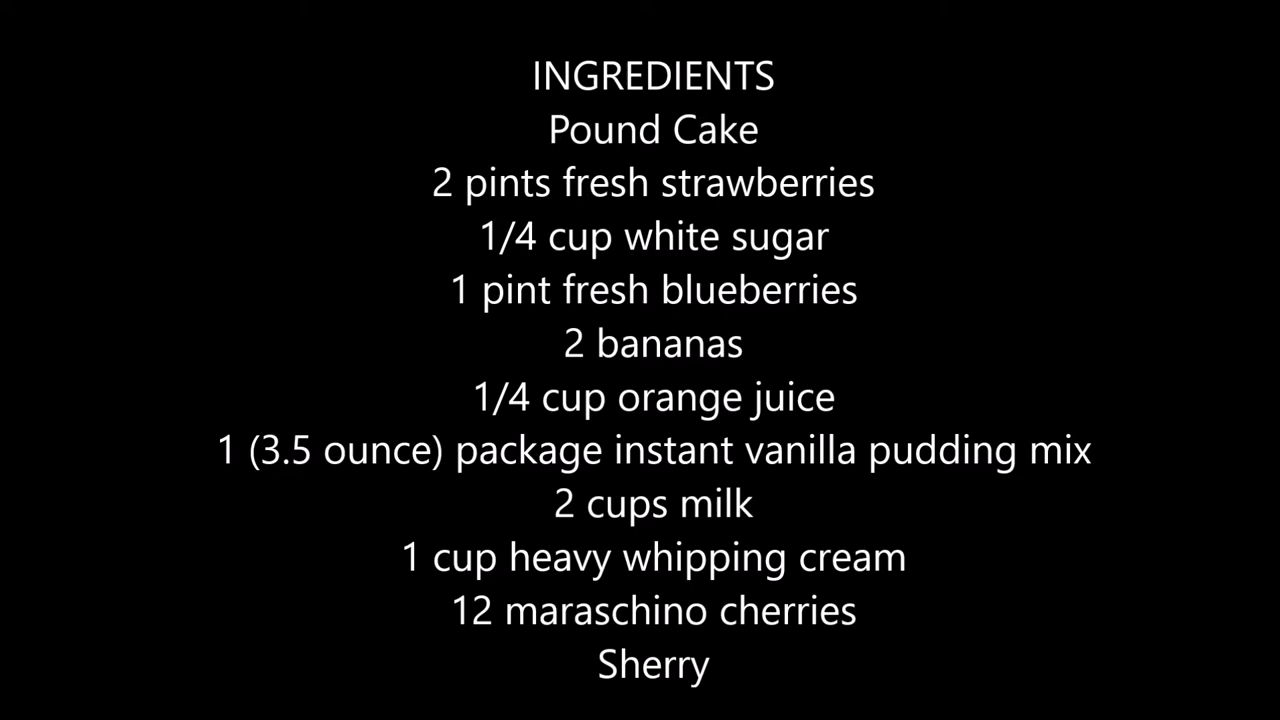 INGREDIENTS
Pound Cake
2 pints fresh strawberries
1/4 cup white sugar
1 pint fresh blueberries
2 bananas
1/4 cup orange juice
1 (3.5 ounce) package instant vanilla pudding mix
2 cups milk
1 cup heavy whipping cream
12 maraschino cherries
Sherry